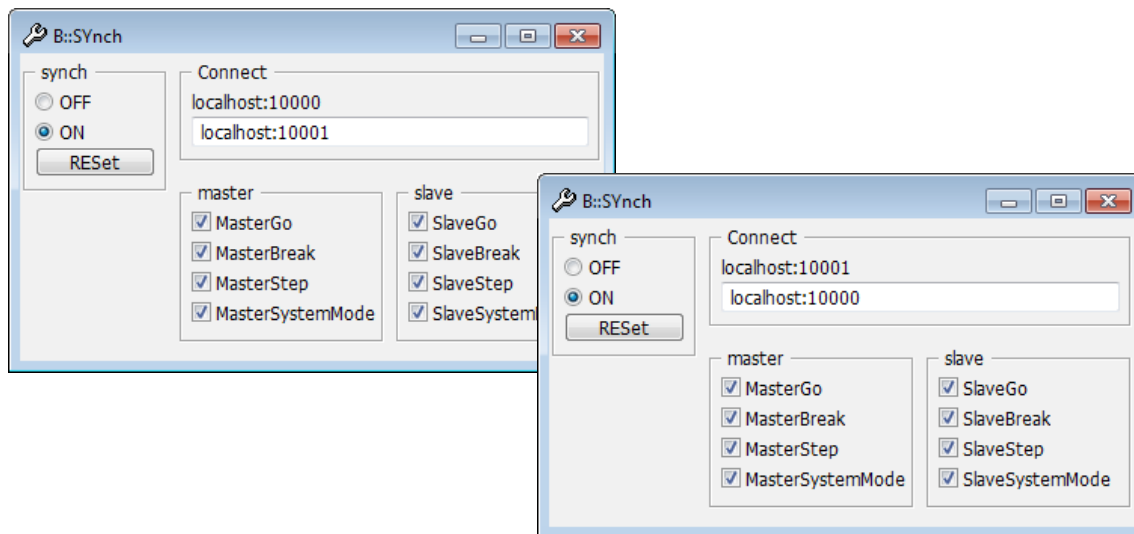 B::SYnch
synch
OFF
ON
RESet
Connect
localhost:10000
localhost:10001
master
MasterGo
MasterBreak
MasterStep
MasterSystemMode
slave
SlaveGo
SlaveBreak
SlaveStep
SlaveSystem
B::SYnch
synch
OFF
ON
RESet
Connect
localhost:10001
localhost:10000
master
MasterGo
MasterBreak
MasterStep
MasterSystemMode
slave
SlaveGo
SlaveBreak
SlaveStep
SlaveSystemMode